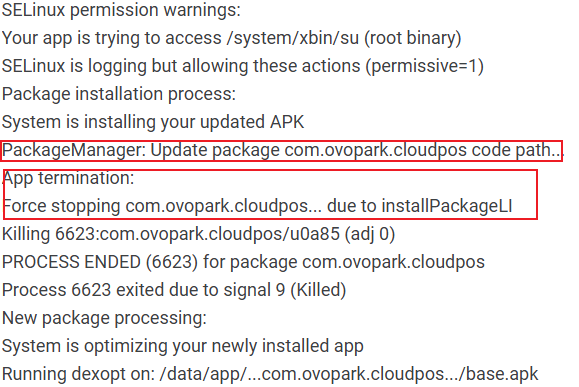 SELinux permission warnings:
Your app is trying to access /system/xbin/su (root binary)
SELinux is logging but allowing these actions (permissive=1)
Package installation process:
System is installing your updated APK
PackageManager: Update package com.ovopark.cloudpos code path...
App termination:
Force stopping com.ovopark.cloudpos... due to installPackageLI
Killing 6623:com.ovopark.cloudpos/u0a85 (adj 0)
PROCESS ENDED (6623) for package com.ovopark.cloudpos
Process 6623 exited due to signal 9 (Killed)
New package processing:
System is optimizing your newly installed app
Running dexopt on: /data/app/...com.ovopark.cloudpos.../base.apk